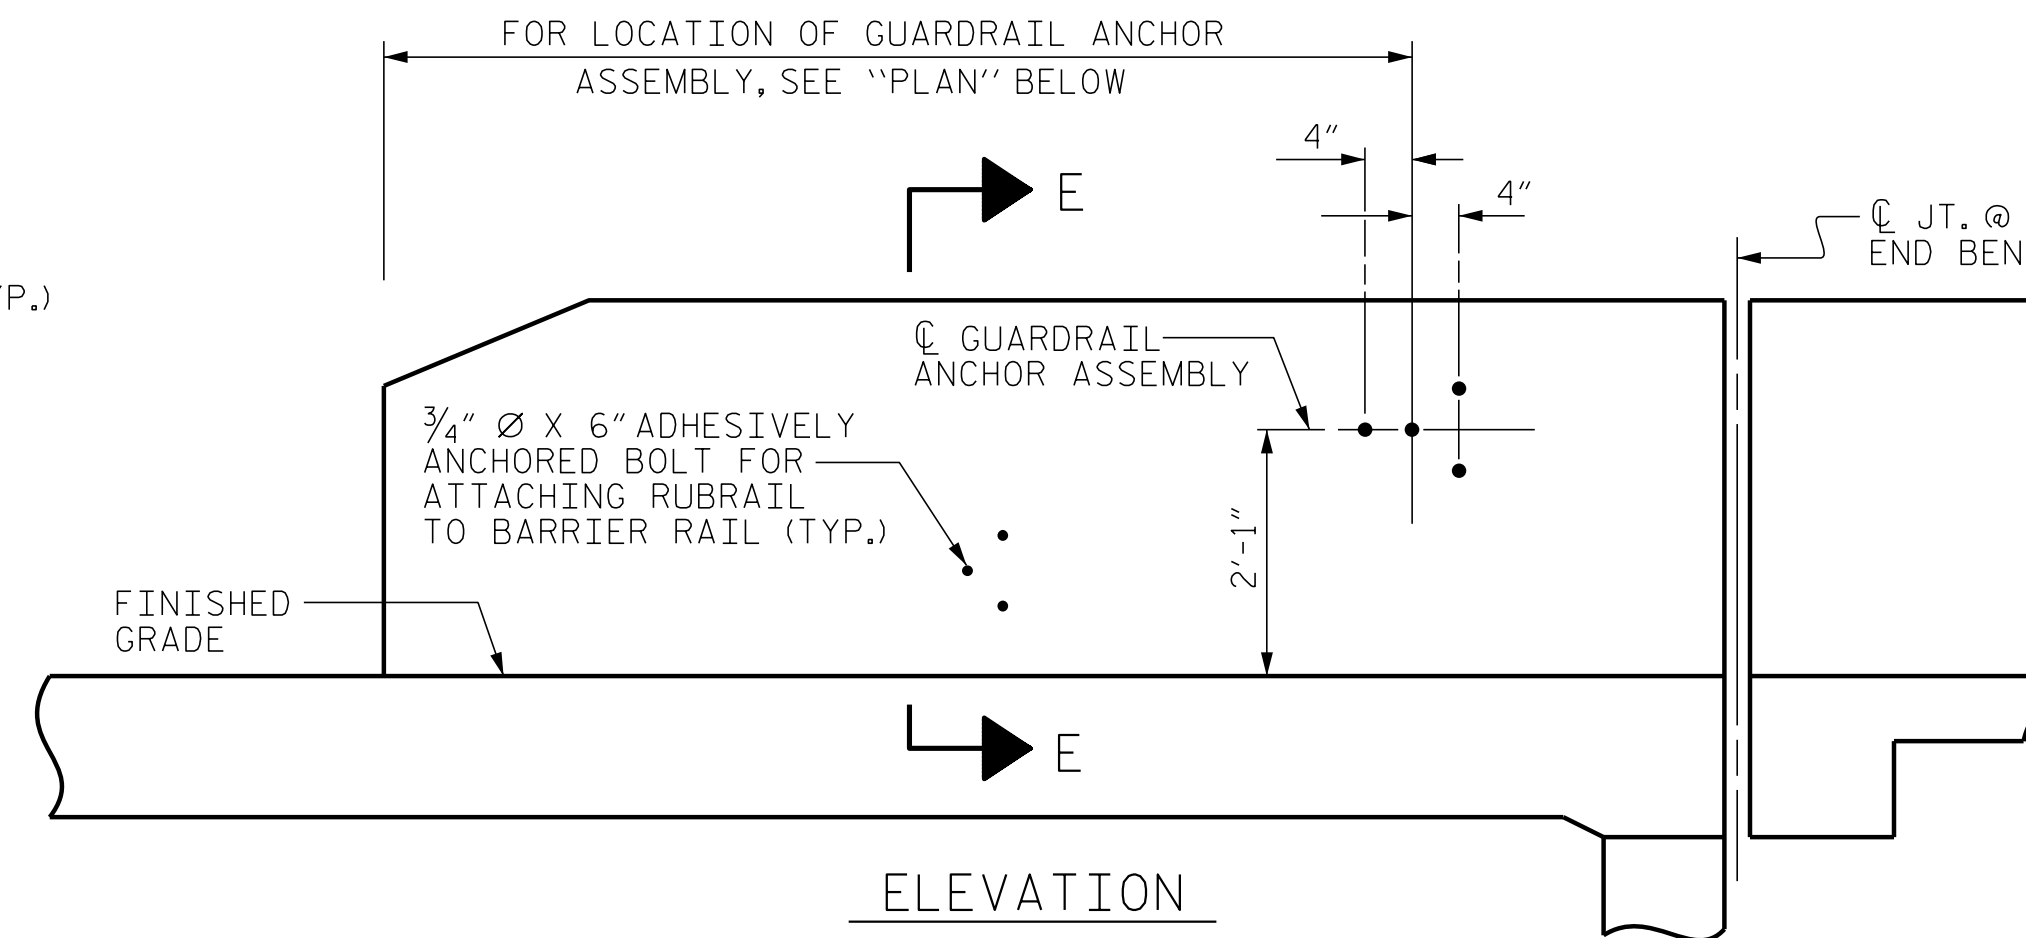 FOR LOCATION OF GUARDRAIL ANCHOR
ASSEMBLY, SEE "PLAN" BELOW
4"
E
4"
℄ JT. @
END BEN
P.)
℄ GUARDRAIL
ANCHOR ASSEMBLY
3/4" Ø X 6" ADHESIVELY
ANCHORED BOLT FOR
ATTACHING RUBRAIL
TO BARRIER RAIL (TYP.)
2'-1"
FINISHED
GRADE
E
ELEVATION